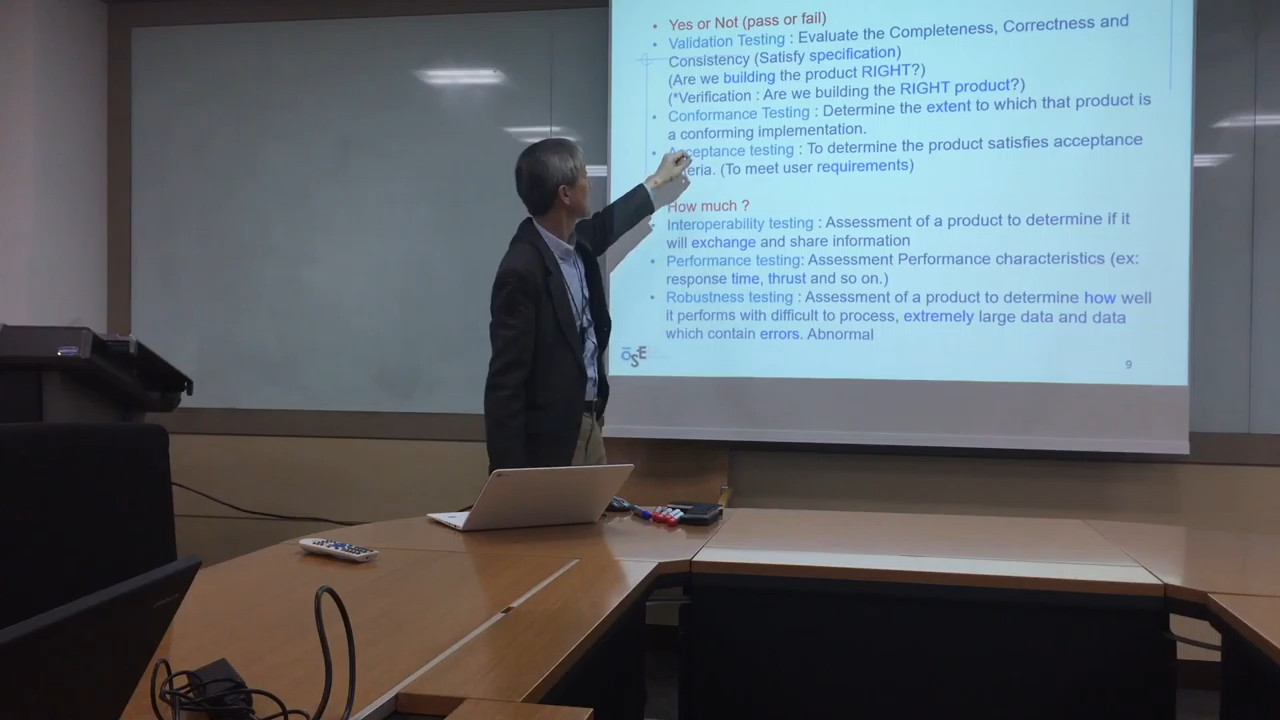 • Yes or Not (pass or fail)
• Validation Testing : Evaluate the Completeness, Correctness and
Consistency (Satisfy specification)
(Are we building the product RIGHT?)
(*Verification : Are we building the RIGHT product?)
• Conformance Testing : Determine the extent to which that product is
a conforming implementation.
• Acceptance testing : To determine the product satisfies acceptance
teria. (To meet user requirements)
How much ?
• Interoperability testing : Assessment of a product to determine if it
will exchange and share information
• Performance testing: Assessment Performance characteristics (ex:
response time, thrust and so on.)
• Robustness testing : Assessment of a product to determine how well
it performs with difficult to process, extremely large data and data
which contain errors. Abnormal
OSE
9